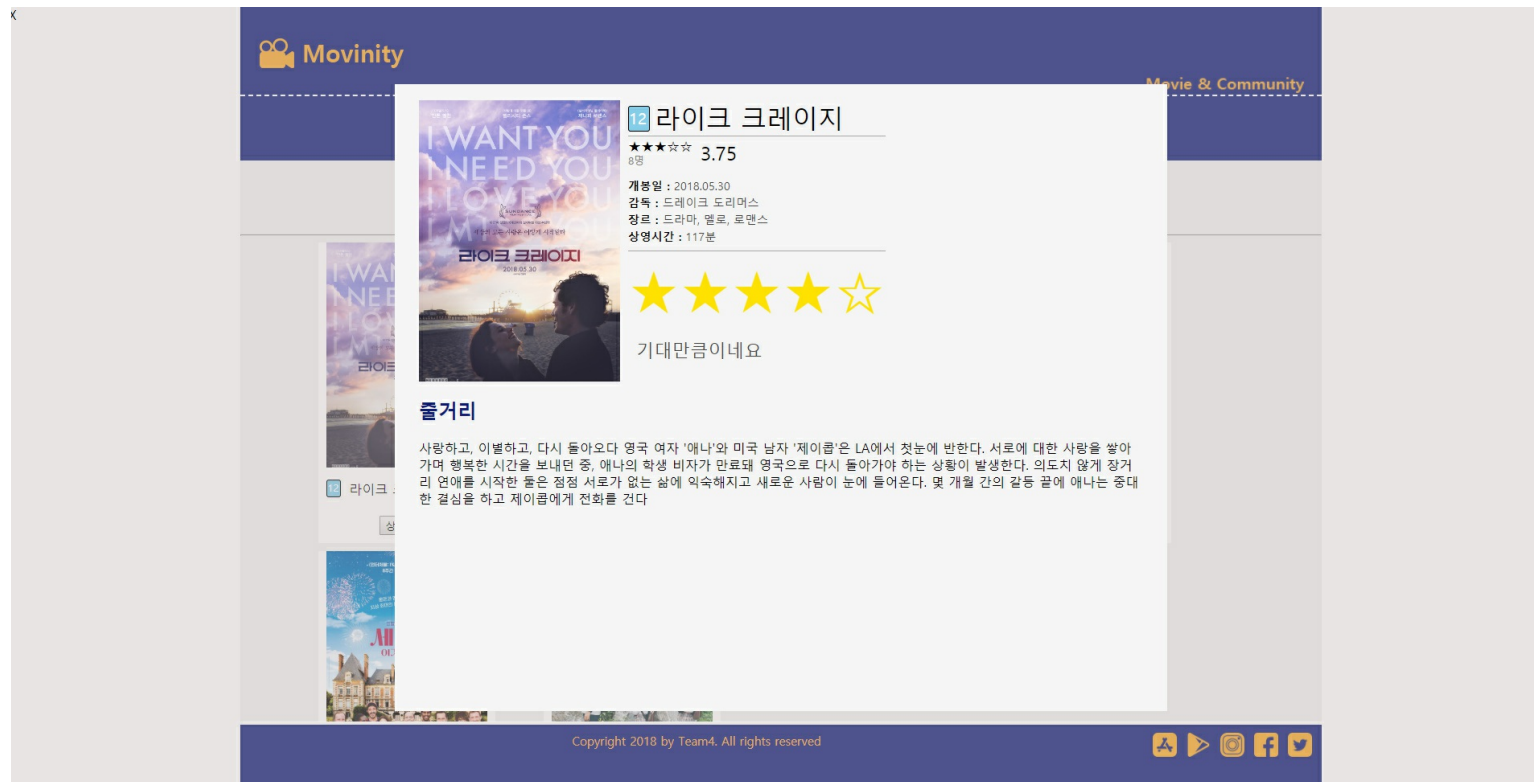 X
Movinity
Movie & Community
I WANT YOU
I NEED YOU
I LOVE YOU
I MISS YOU
SUNDANCE
라이크 크레이지
2018.05.30
12 라이크 크레이지
★★★☆☆ 3.75
8명
개봉일 : 2018.05.30
감독 : 드레이크 도리머스
장르 : 드라마, 멜로, 로맨스
상영시간 : 117분
★★★★☆
기대만큼이네요
줄거리
사랑하고, 이별하고, 다시 돌아오다 영국 여자 '애나'와 미국 남자 '제이콥'은 LA에서 첫눈에 반한다. 서로에 대한 사랑을 쌓아
가며 행복한 시간을 보내던 중, 애나의 학생 비자가 만료돼 영국으로 다시 돌아가야 하는 상황이 발생한다. 의도치 않게 장거
리 연애를 시작한 둘은 점점 서로가 없는 삶에 익숙해지고 새로운 사람이 눈에 들어온다. 몇 개월 간의 갈등 끝에 애나는 중대
한 결심을 하고 제이콥에게 전화를 건다
12 라이크
상
Copyright 2018 by Team4. All rights reserved